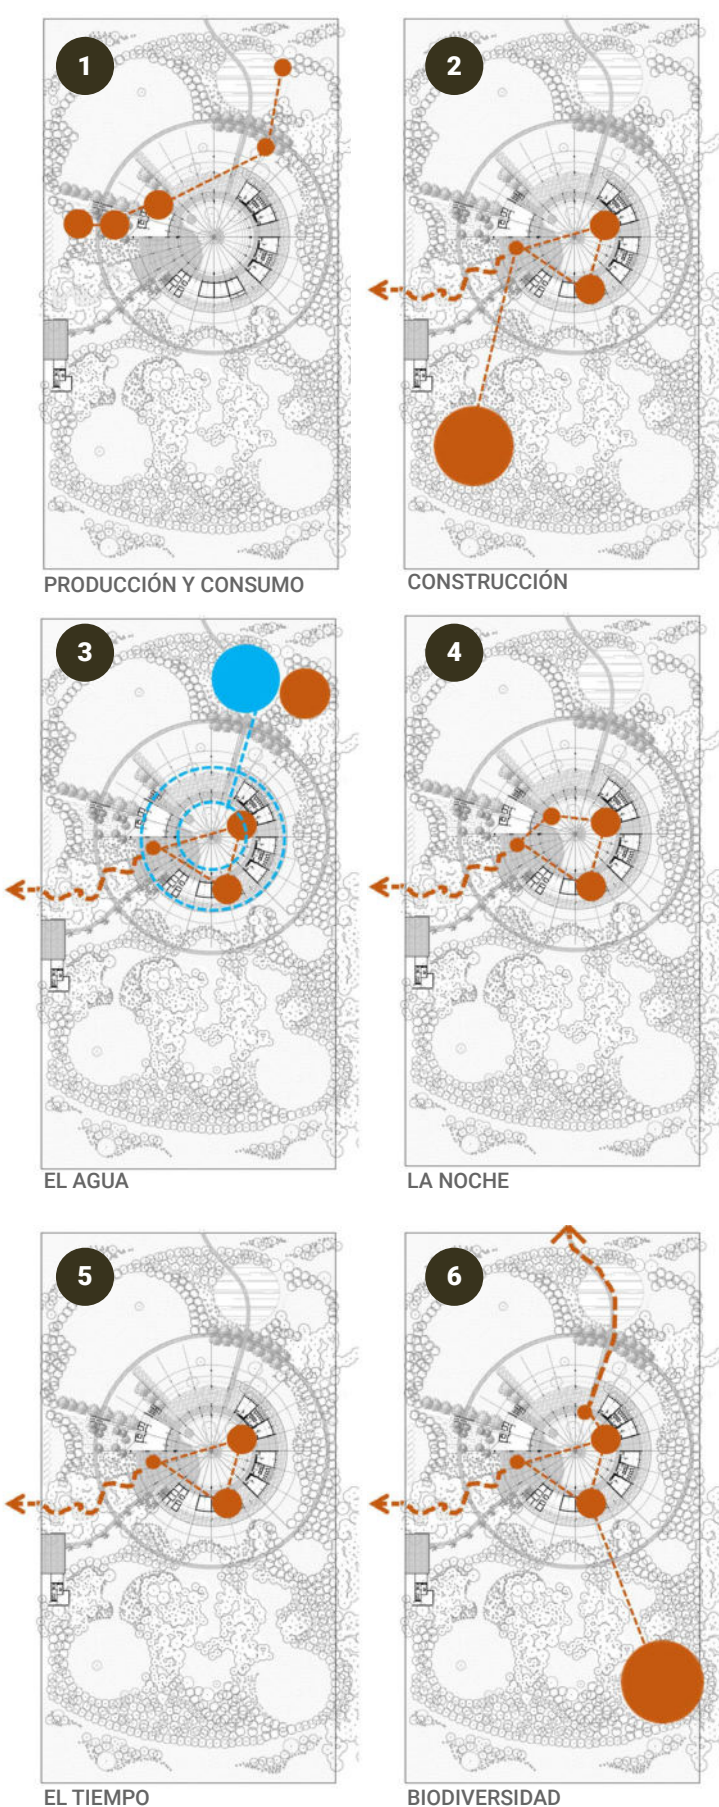 1
2
PRODUCCIÓN Y CONSUMO
CONSTRUCCIÓN
3
4
EL AGUA
LA NOCHE
5
6
EL TIEMPO
BIODIVERSIDAD